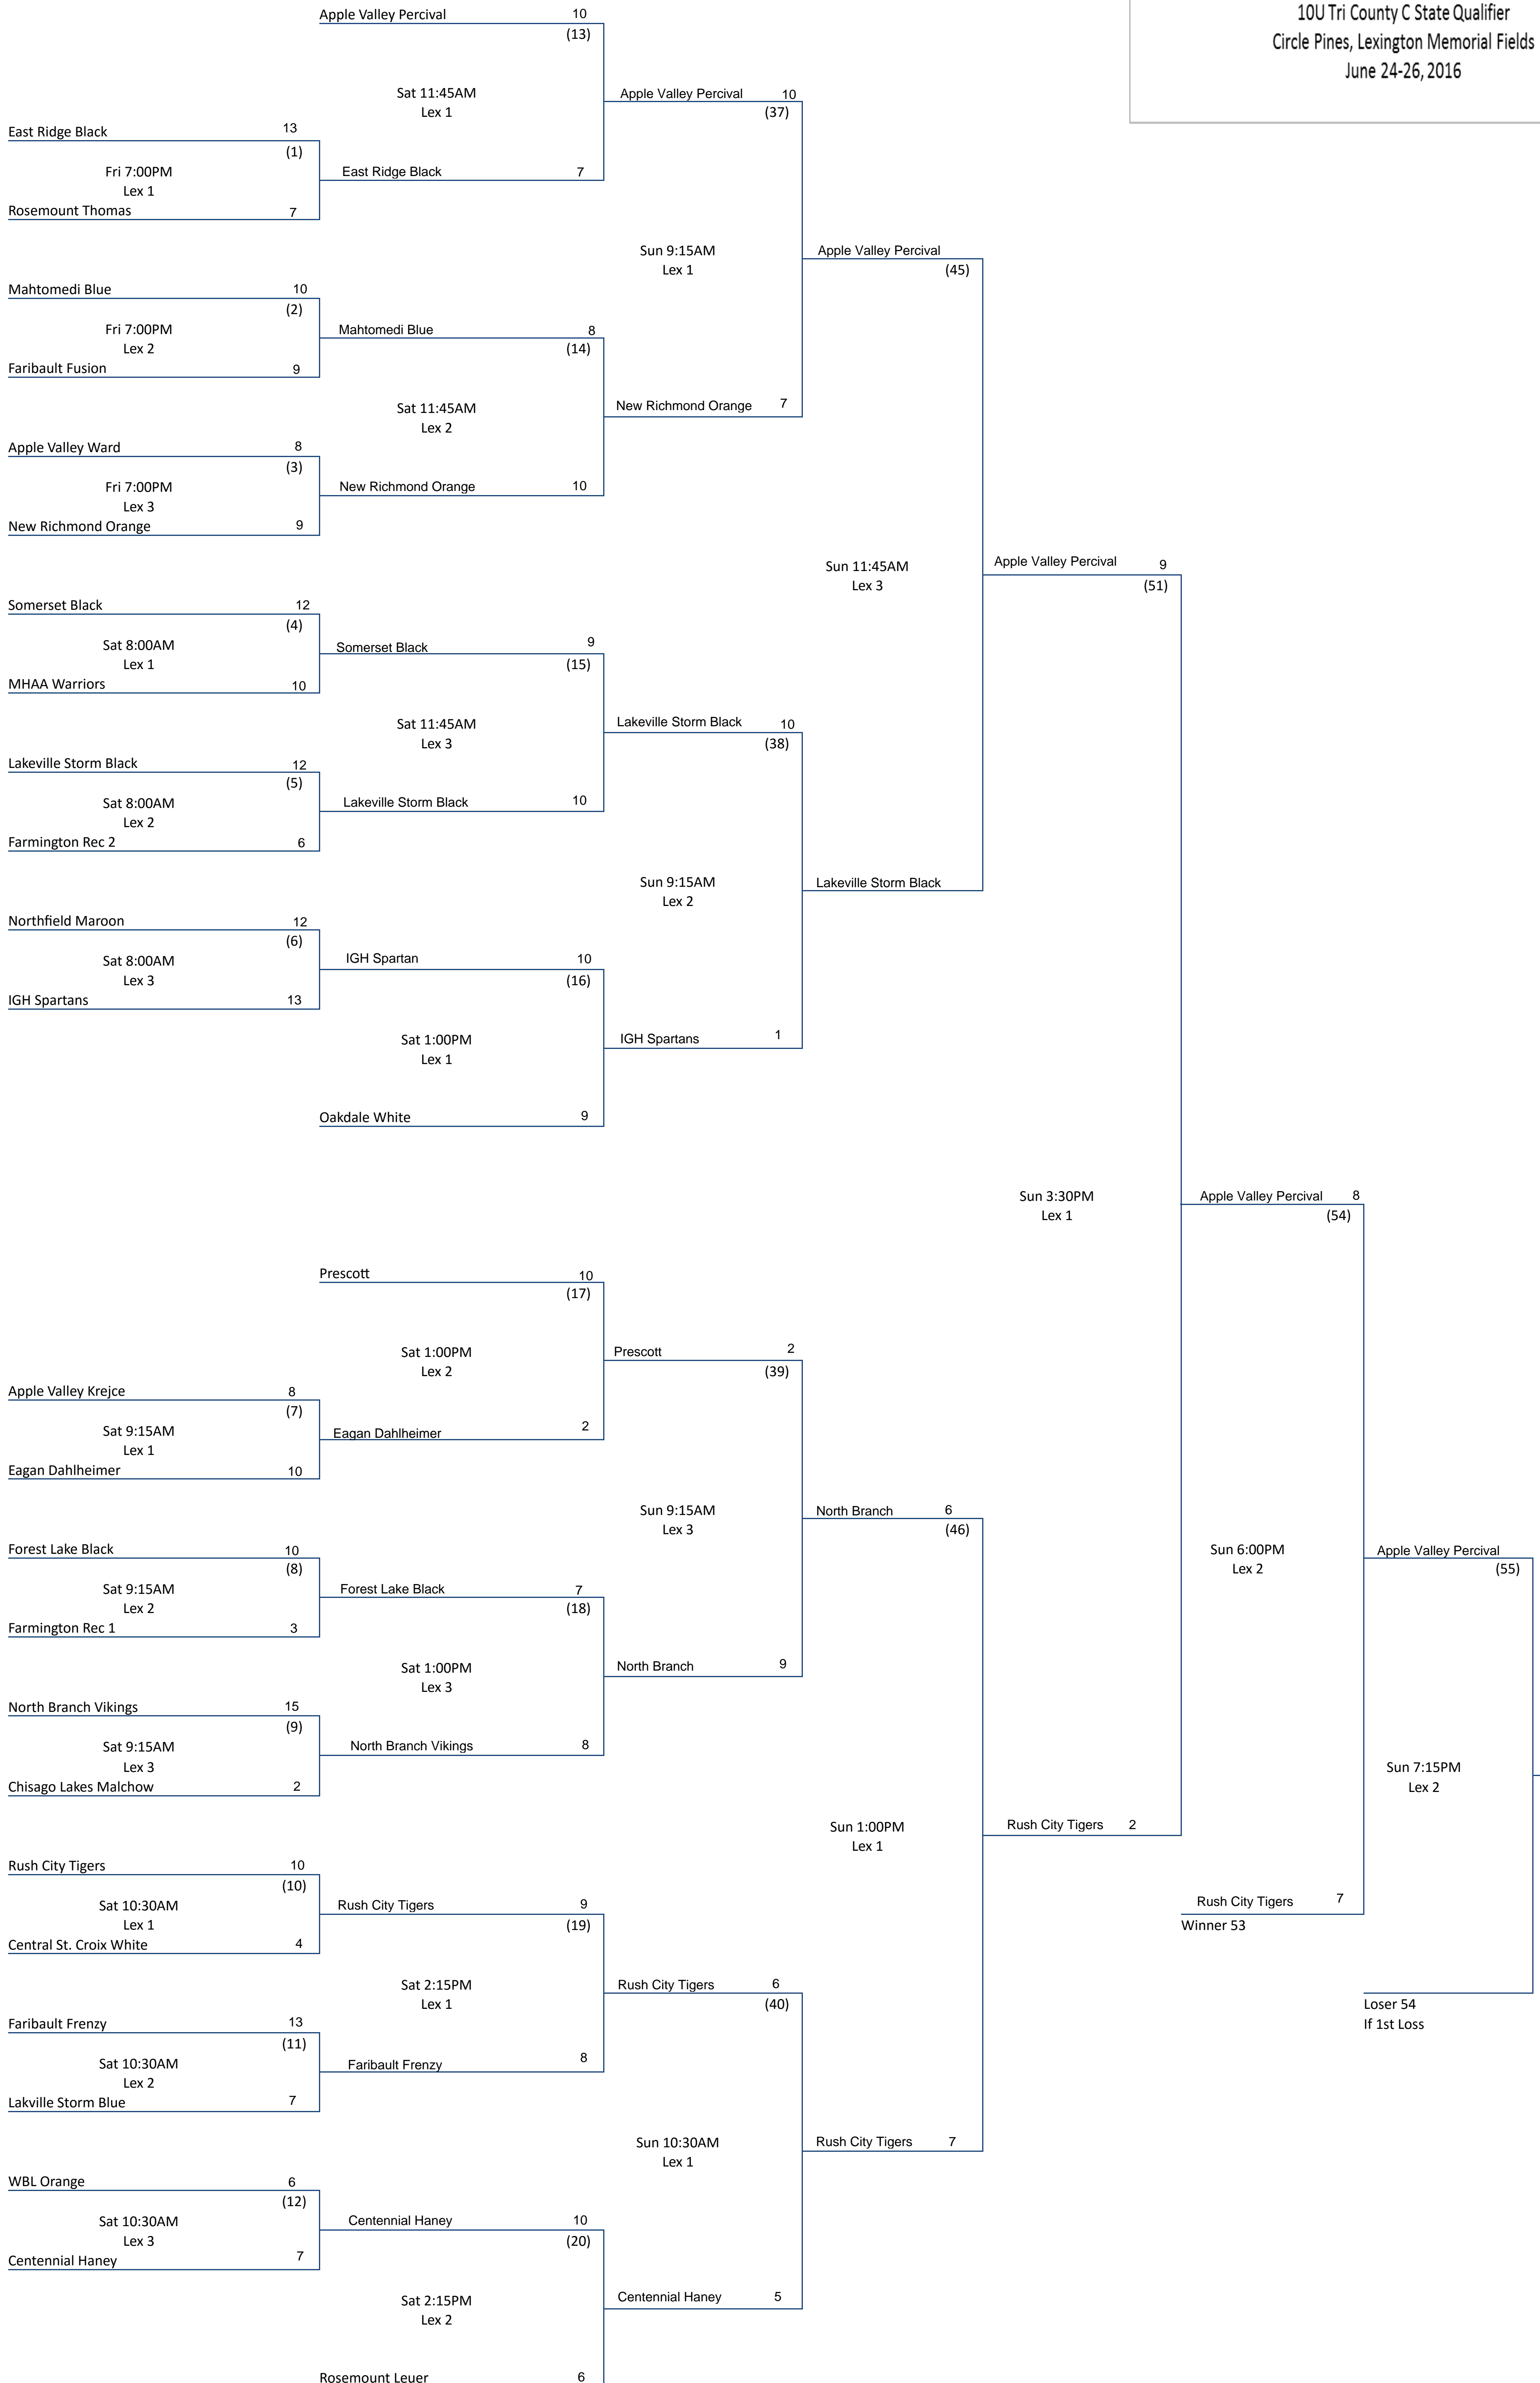 10U Tri County C State Qualifier
Circle Pines, Lexington Memorial Fields
June 24-26, 2016
Apple Valley Percival 10
(13)
Sat 11:45AM
Lex 1
Apple Valley Percival 10
(37)
East Ridge Black 13
(1)
Fri 7:00PM
Lex 1
East Ridge Black 7
Rosemount Thomas 7
Sun 9:15AM
Lex 1
Apple Valley Percival
(45)
Mahtomedi Blue 10
(2)
Fri 7:00PM
Lex 2
Mahtomedi Blue 8
(14)
Faribault Fusion 9
Sat 11:45AM
Lex 2
New Richmond Orange 7
Apple Valley Ward 8
(3)
Fri 7:00PM
Lex 3
New Richmond Orange 10
New Richmond Orange 9
Sun 11:45AM
Lex 3
Apple Valley Percival 9
(51)
Somerset Black 12
(4)
Sat 8:00AM
Lex 1
Somerset Black 9
(15)
MHAA Warriors 10
Sat 11:45AM
Lex 3
Lakeville Storm Black 10
(38)
Lakeville Storm Black 12
(5)
Sat 8:00AM
Lex 2
Lakeville Storm Black 10
Farmington Rec 2 6
Sun 9:15AM
Lex 2
Lakeville Storm Black
Northfield Maroon 12
(6)
Sat 8:00AM
Lex 3
IGH Spartan 10
(16)
IGH Spartans 13
Sat 1:00PM
Lex 1
IGH Spartans 1
Oakdale White 9
Sun 3:30PM
Lex 1
Apple Valley Percival 8
(54)
Prescott 10
(17)
Sat 1:00PM
Lex 2
Prescott 2
(39)
Apple Valley Krejce 8
(7)
Sat 9:15AM
Lex 1
Eagan Dahlheimer 2
Eagan Dahlheimer 10
Sun 9:15AM
Lex 3
North Branch 6
(46)
Sun 6:00PM
Lex 2
Apple Valley Percival
(55)
Forest Lake Black 10
(8)
Sat 9:15AM
Lex 2
Forest Lake Black 7
(18)
Farmington Rec 1 3
Sat 1:00PM
Lex 3
North Branch 9
North Branch Vikings 15
(9)
Sat 9:15AM
Lex 3
North Branch Vikings 8
Chisago Lakes Malchow 2
Sun 7:15PM
Lex 2
Sun 1:00PM
Lex 1
Rush City Tigers 2
Rush City Tigers 10
(10)
Sat 10:30AM
Lex 1
Rush City Tigers 9
(19)
Central St. Croix White 4
Rush City Tigers 7
Winner 53
Sat 2:15PM
Lex 1
Rush City Tigers 6
(40)
Loser 54
If 1st Loss
Faribault Frenzy 13
(11)
Sat 10:30AM
Lex 2
Faribault Frenzy 8
Lakville Storm Blue 7
Sun 10:30AM
Lex 1
Rush City Tigers 7
WBL Orange 6
(12)
Sat 10:30AM
Lex 3
Centennial Haney 10
(20)
Centennial Haney 7
Sat 2:15PM
Lex 2
Centennial Haney 5
Rosemount Leuer 6